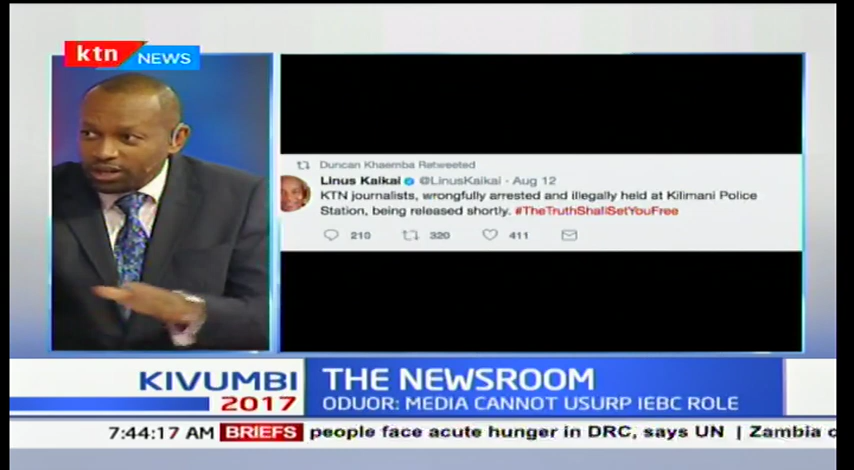 ktn
NEWS
Duncan Khaemba Retweeted
Linus Kaikai @LinusKaikai · Aug 12
KTN journalists, wrongfully arrested and illegally held at Kilimani Police
Station, being released shortly. #TheTruthShallSetYouFree
210 320 411
KIVUMBI
2017
THE NEWSROOM
ODUOR: MEDIA CANNOT USURP IEBC ROLE
7:44:17 AM BRIEFS people face acute hunger in DRC, says UN | Zambia